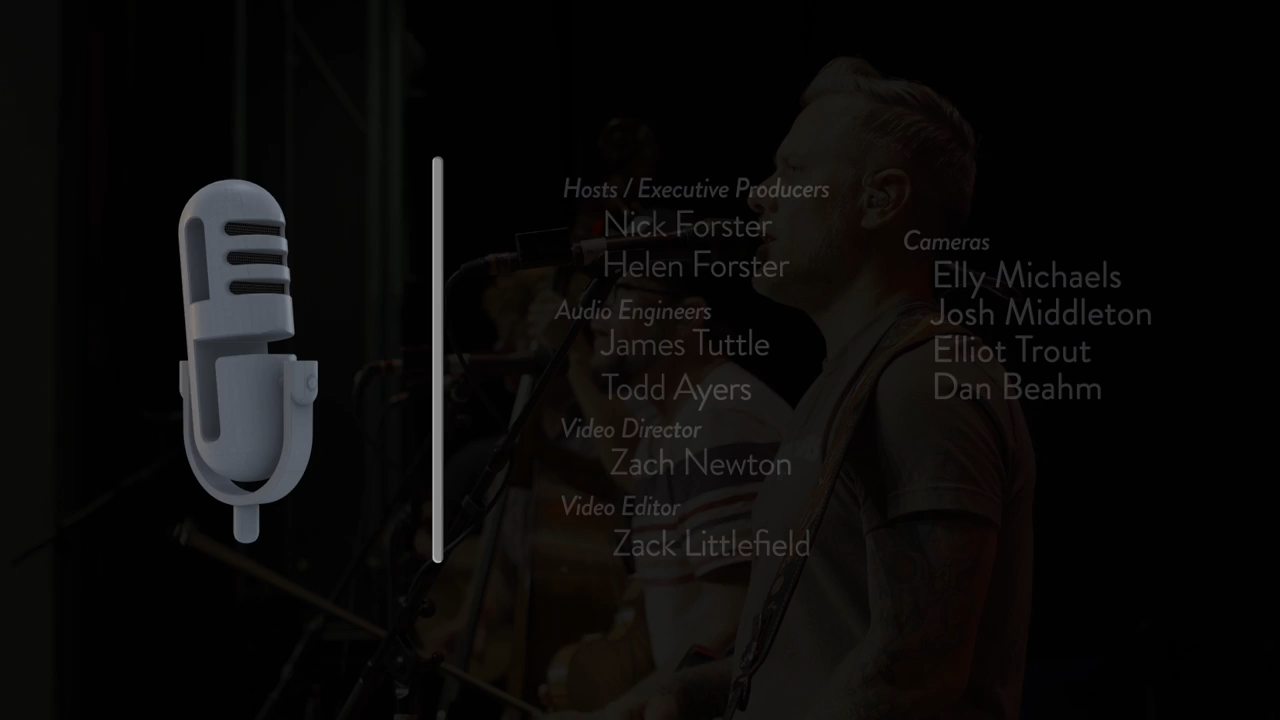 Hosts / Executive Producers
Nick Forster
Helen Forster
Audio Engineers
James Tuttle
Todd Ayers
Video Director
Zach Newton
Video Editor
Zack Littlefield
Cameras
Elly Michaels
Josh Middleton
Elliot Trout
Dan Beahm